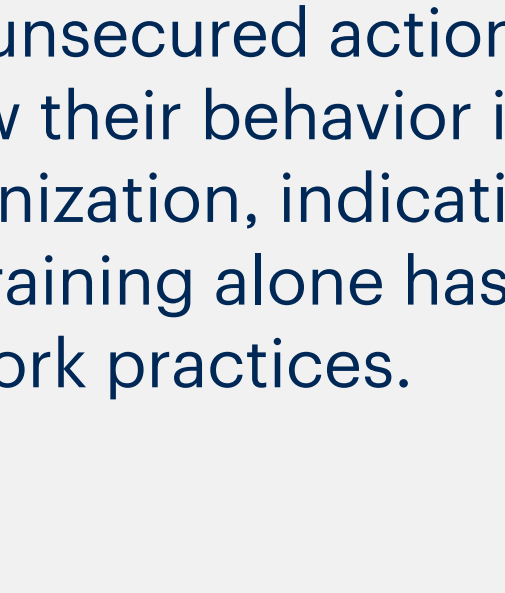 unsecured action
w their behavior i
nization, indicati
raining alone has
ork practices.